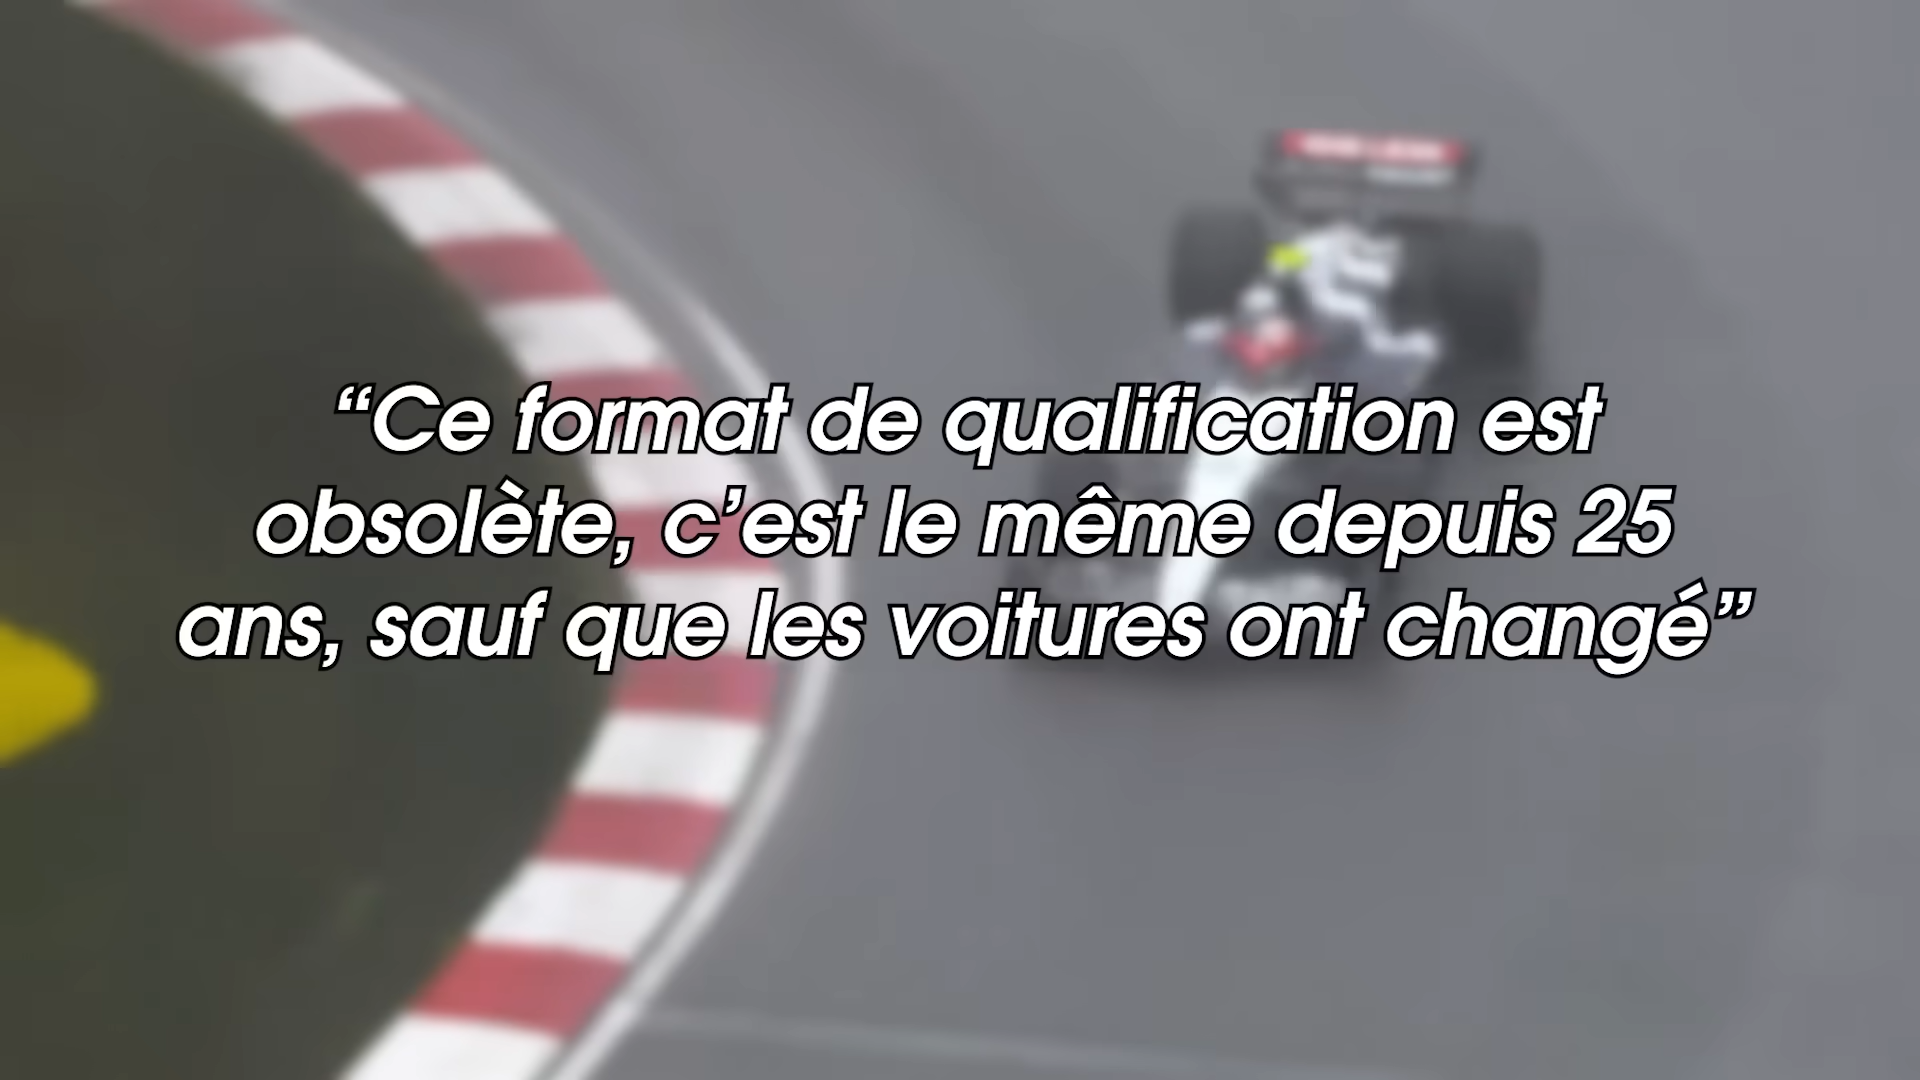 “Ce format de qualification est
obsolète, c’est le même depuis 25
ans, sauf que les voitures ont changé”